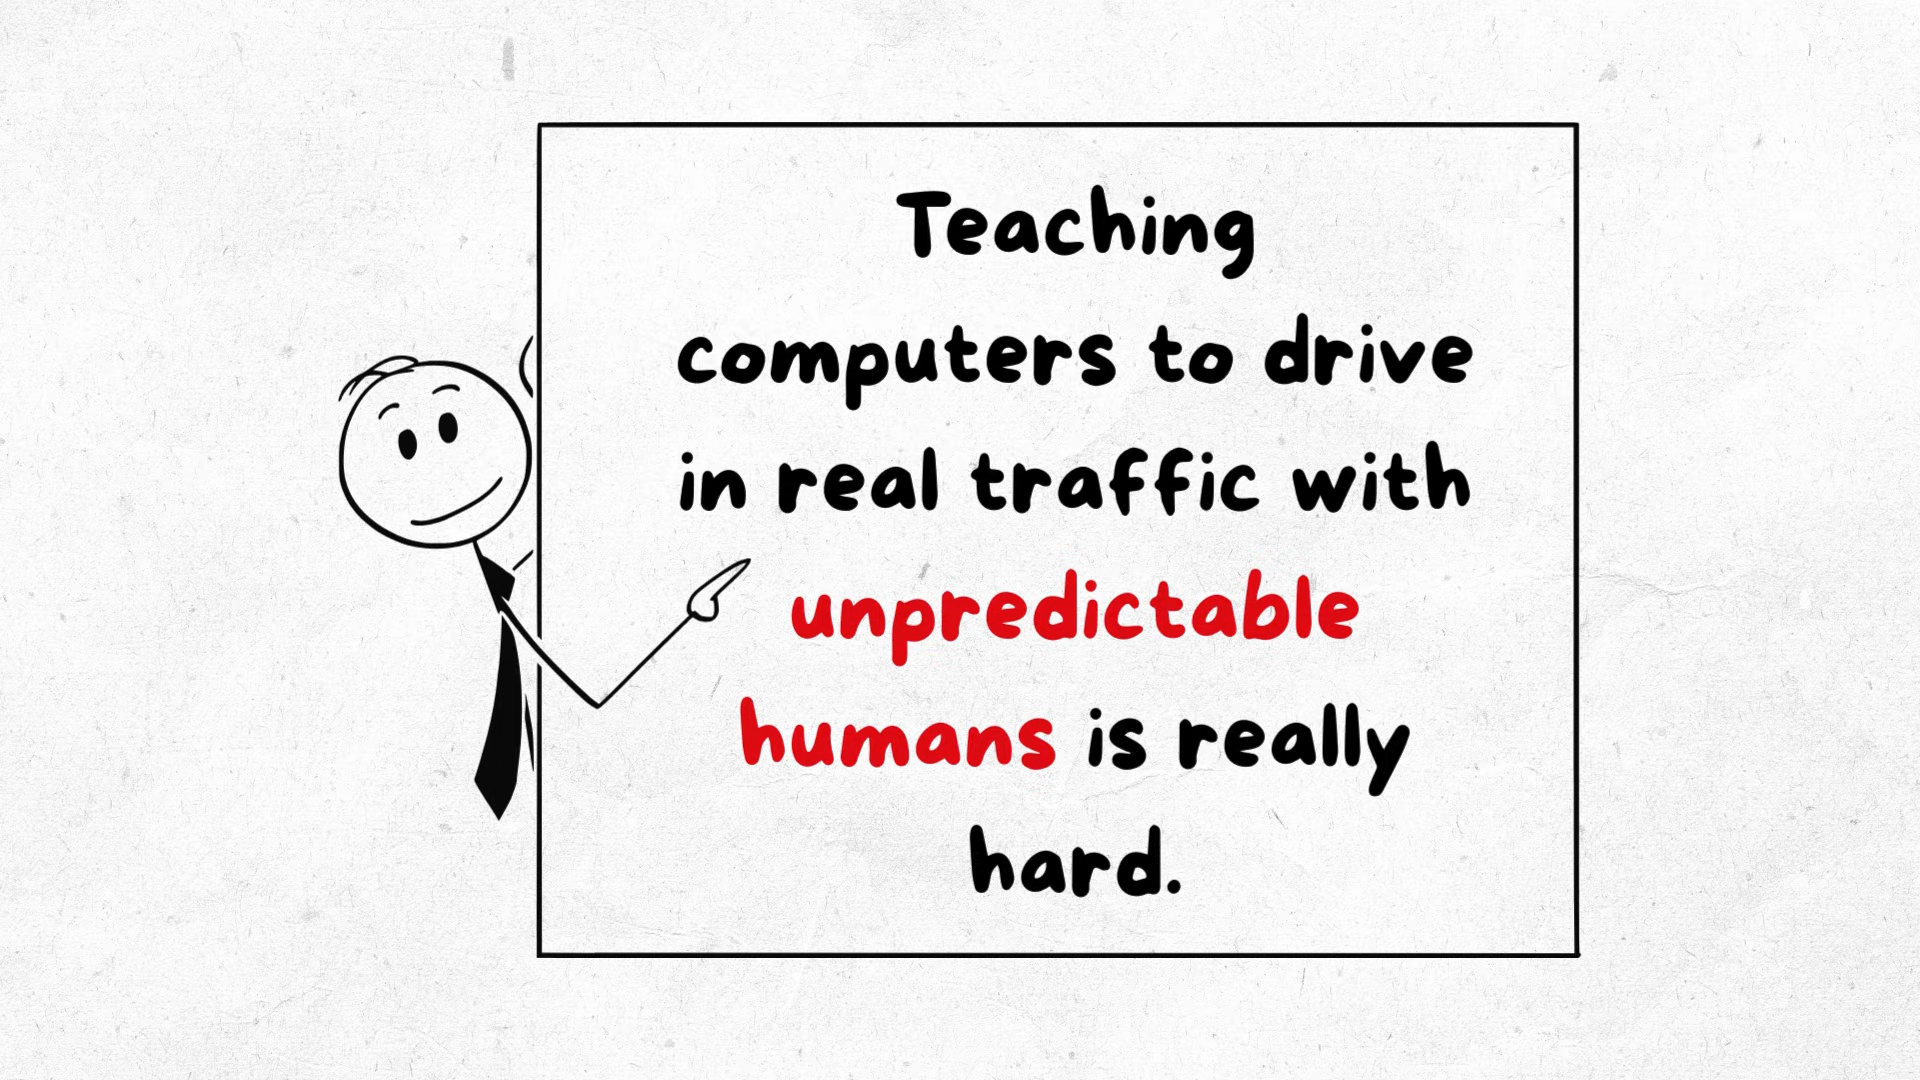 Teaching
computers to drive
in real traffic with
unpredictable
humans is really
hard.